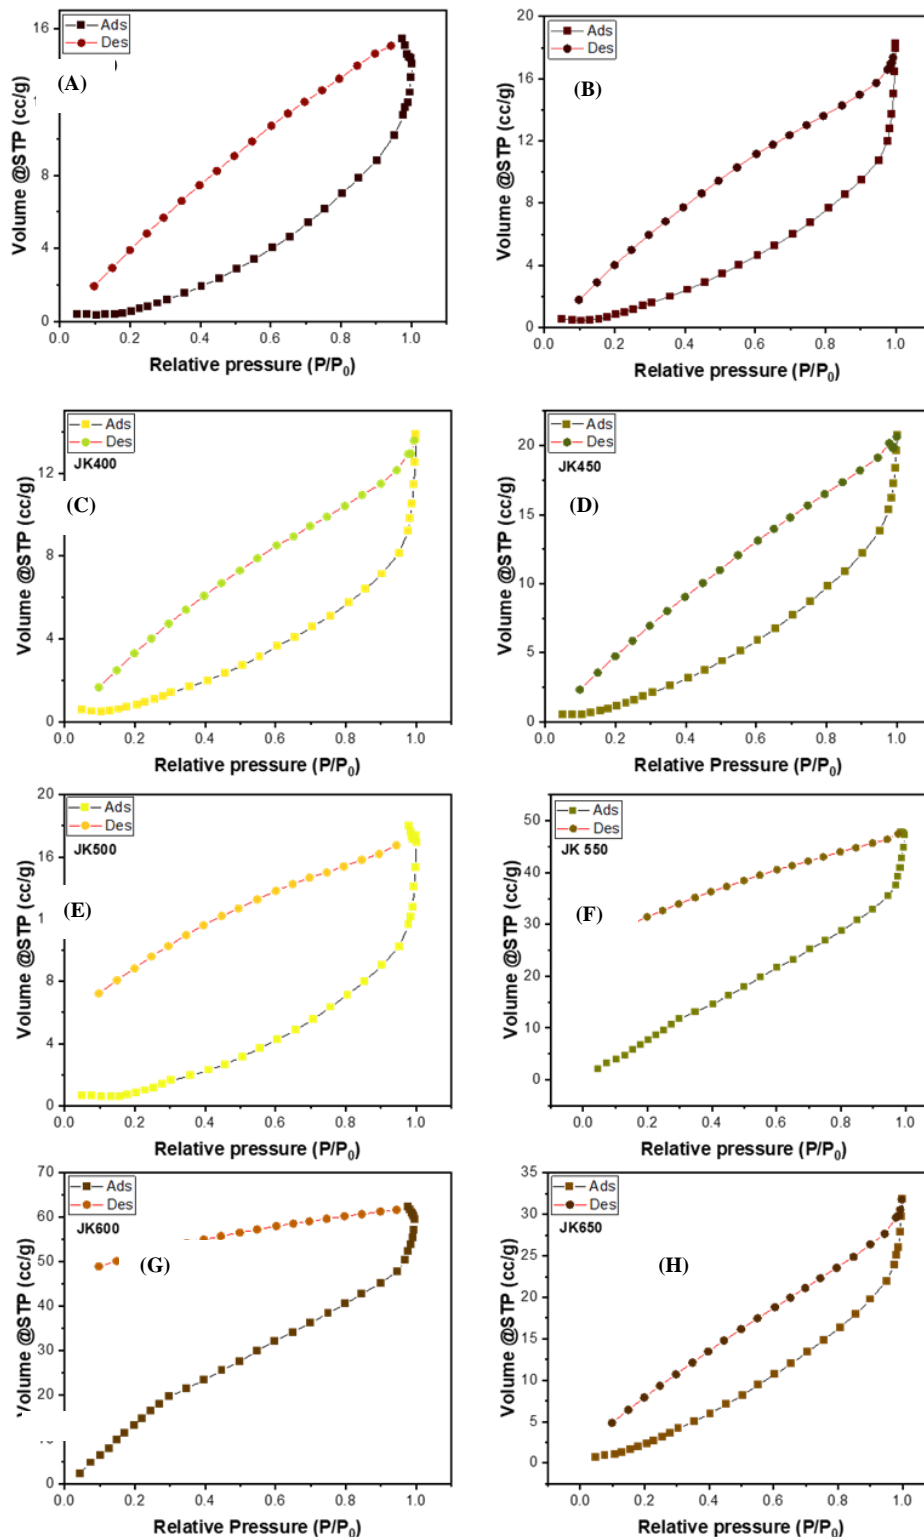 Ads
Des
(A)
Volume @STP (cc/g)
16
8
4
0
0.0 0.2 0.4 0.6 0.8 1.0
Relative pressure (P/P0)
Ads
Des
(B)
Volume @STP (cc/g)
20
16
12
8
4
0
0.0 0.2 0.4 0.6 0.8 1.0
Relative pressure (P/P0)
Ads
Des
JK400
(C)
Volume @STP (cc/g)
12
8
4
0
0.0 0.2 0.4 0.6 0.8 1.0
Relative pressure (P/P0)
Ads
Des
JK450
(D)
Volume @STP (cc/g)
20
15
10
5
0
0.0 0.2 0.4 0.6 0.8 1.0
Relative Pressure (P/P0)
Ads
Des
JK500
(E)
Volume @STP (cc/g)
20
16
1
8
4
0
0.0 0.2 0.4 0.6 0.8 1.0
Relative pressure (P/P0)
Ads
Des
JK 550
(F)
Volume @STP (cc/g)
50
40
30
20
10
0
0.0 0.2 0.4 0.6 0.8 1.0
Relative pressure (P/P0)
Ads
Des
JK600
(G)
Volume @STP (cc/g)
70
60
50
40
30
20
0
0.0 0.2 0.4 0.6 0.8 1.0
Relative Pressure (P/P0)
Ads
Des
JK650
(H)
Volume @STP (cc/g)
35
30
25
20
15
10
5
0
0.0 0.2 0.4 0.6 0.8 1.0
Relative pressure (P/P0)